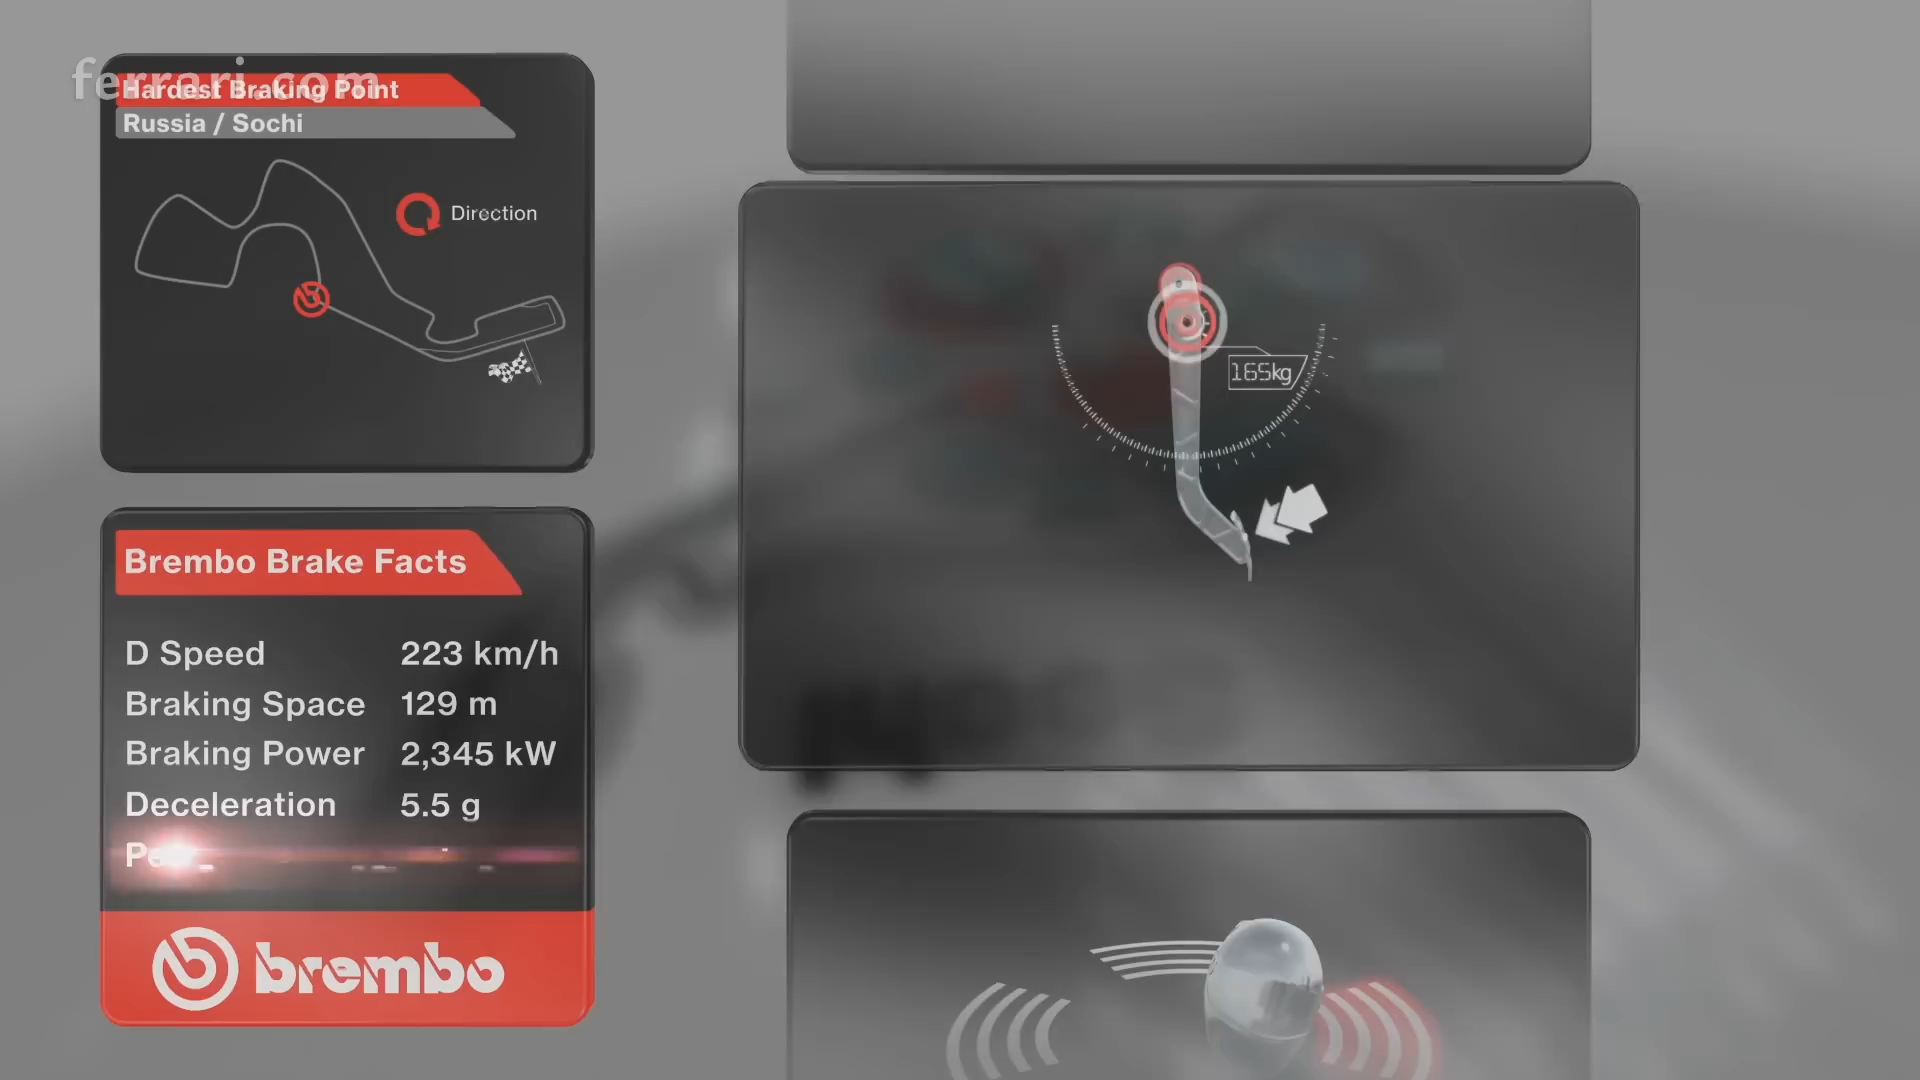 ferrari.com
Hardest Braking Point
Russia / Sochi
Direction
165kg
Brembo Brake Facts
D Speed 223 km/h
Braking Space 129 m
Braking Power 2,345 kW
Deceleration 5.5 g
brembo